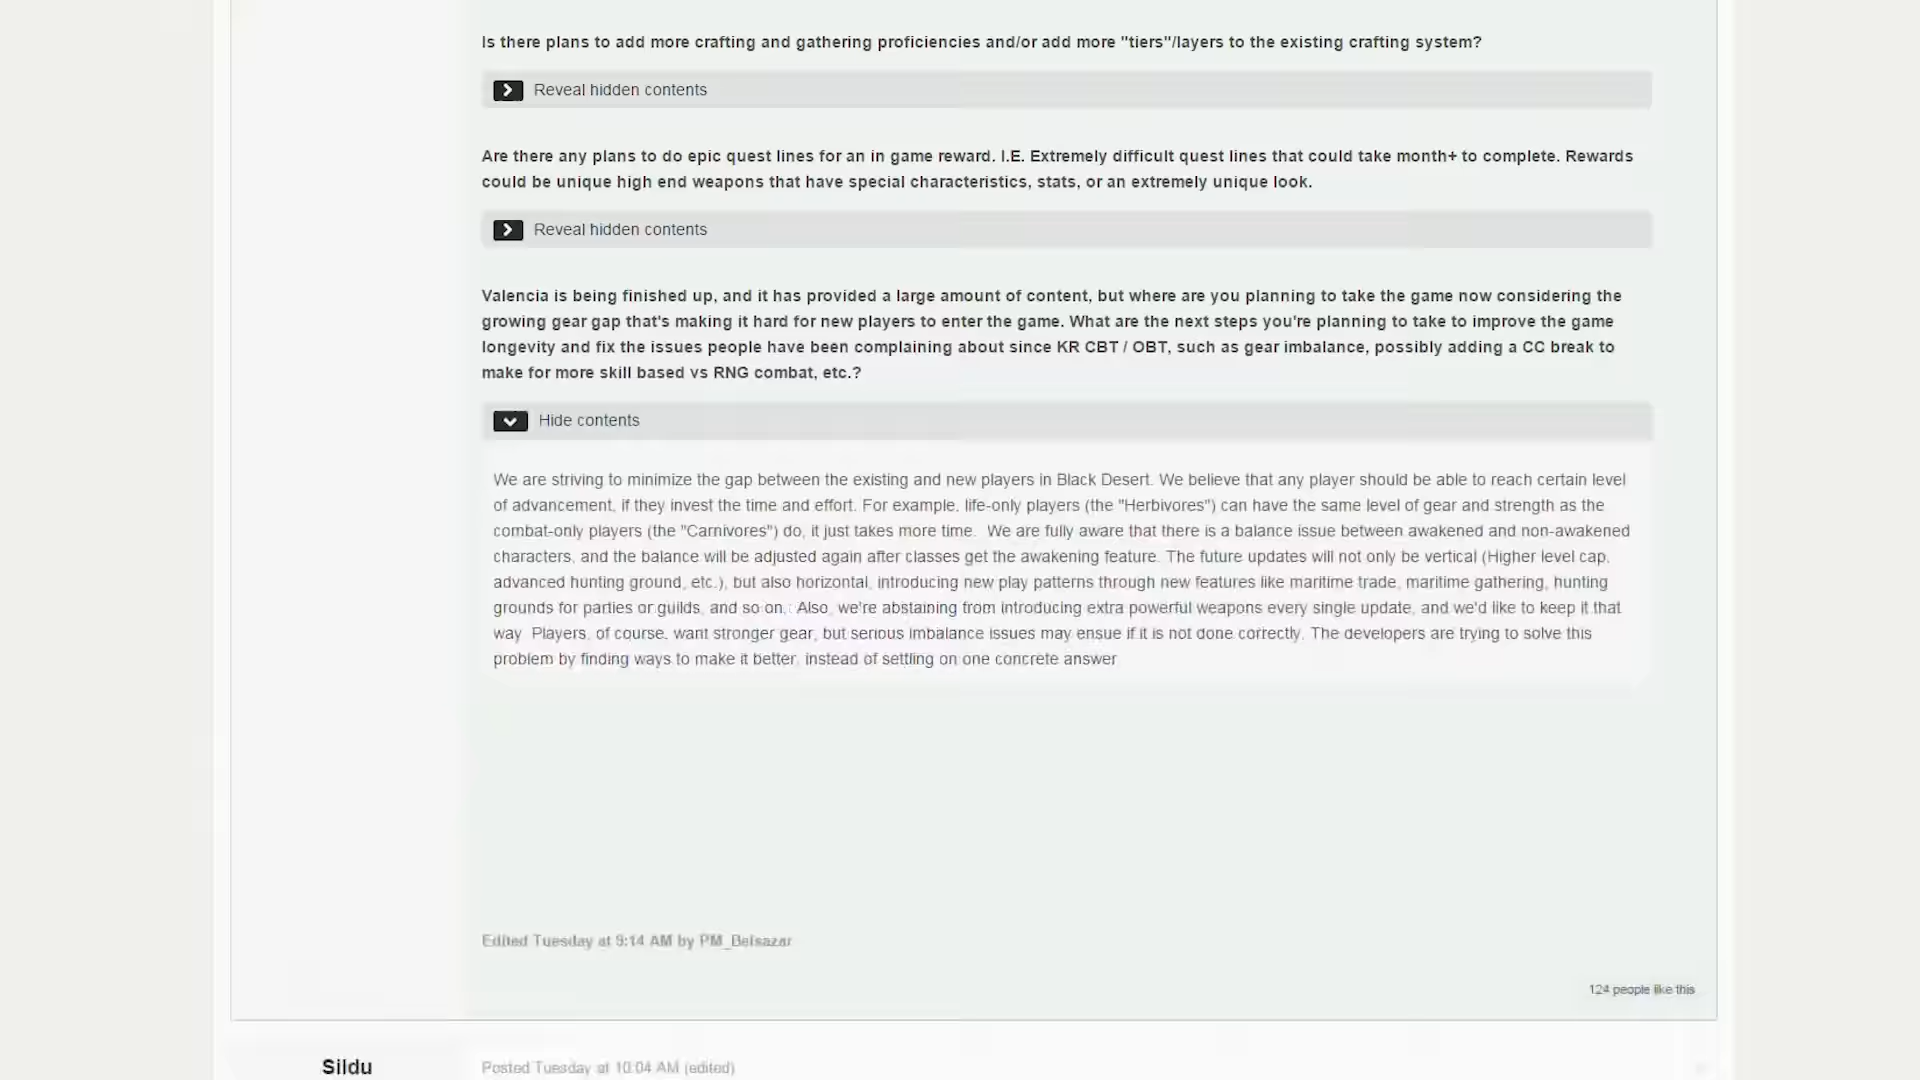 Is there plans to add more crafting and gathering proficiencies and/or add more "tiers"/layers to the existing crafting system?
Reveal hidden contents
Are there any plans to do epic quest lines for an in game reward. I.E. Extremely difficult quest lines that could take month+ to complete. Rewards
could be unique high end weapons that have special characteristics, stats, or an extremely unique look.
Reveal hidden contents
Valencia is being finished up, and it has provided a large amount of content, but where are you planning to take the game now considering the
growing gear gap that's making it hard for new players to enter the game. What are the next steps you're planning to take to improve the game
longevity and fix the issues people have been complaining about since KR CBT / OBT, such as gear imbalance, possibly adding a CC break to
make for more skill based vs RNG combat, etc.?
Hide contents
We are striving to minimize the gap between the existing and new players in Black Desert. We believe that any player should be able to reach certain level
of advancement, if they invest the time and effort. For example, life-only players (the "Herbivores") can have the same level of gear and strength as the
combat-only players (the "Carnivores") do, it just takes more time. We are fully aware that there is a balance issue between awakened and non-awakened
characters, and the balance will be adjusted again after classes get the awakening feature. The future updates will not only be vertical (Higher level cap,
advanced hunting ground, etc.), but also horizontal, introducing new play patterns through new features like maritime trade, maritime gathering, hunting
grounds for parties or guilds, and so on. Also, we're abstaining from introducing extra powerful weapons every single update, and we'd like to keep it that
way. Players, of course, want stronger gear, but serious imbalance issues may ensue if it is not done correctly. The developers are trying to solve this
problem by finding ways to make it better, instead of settling on one concrete answer
Edited Tuesday at 9:14 AM by PM_Belsazar
124 people like this
Sildu
Posted Tuesday at 10:04 AM (edited)